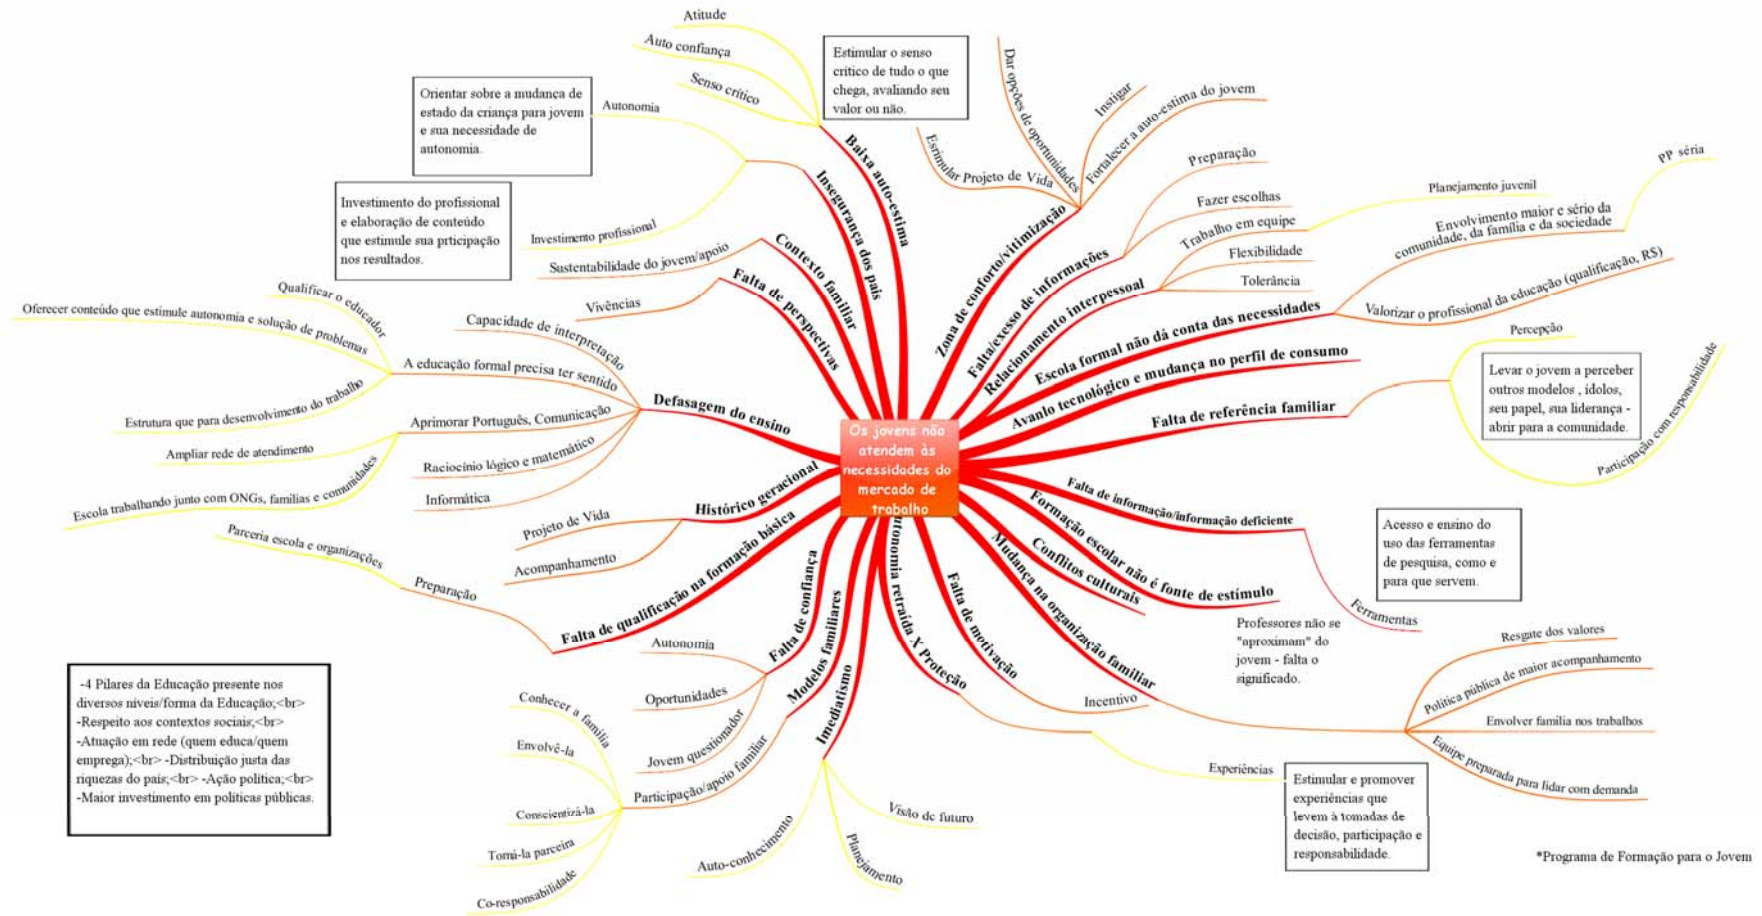 Os jovens não
atendem às
necessidades do
mercado de
trabalho
Baixa auto-estima
Atitude
Auto confiança
Senso crítico
Estimular o senso
crítico de tudo o que
chega, avaliando seu
valor ou não.
Insegurança dos pais
Autonomia
Orientar sobre a mudança de
estado da criança para jovem
e sua necessidade de
autonomia.
Investimento profissional
Investimento do profissional
e elaboração de conteúdo
que estimule sua prticipação
nos resultados.
Contexto familiar
Sustentabilidade do jovem/apoio
Falta de perspectivas
Vivências
Defasagem do ensino
Capacidade de interpretação
A educação formal precisa ter sentido
Qualificar o educador
Oferecer conteúdo que estimule autonomia e solução de problemas
Estrutura que para desenvolvimento do trabalho
Aprimorar Português, Comunicação
Ampliar rede de atendimento
Escola trabalhando junto com ONGs, famílias e comunidades
Raciocínio lógico e matemático
Informática
Histórico geracional
Projeto de Vida
Acompanhamento
Falta de qualificação na formação básica
Preparação
Parceria escola e organizações
Falta de confiança
Autonomia
Oportunidades
Jovem questionador
Modelos familiares
Participação/apoio familiar
Conhecer a família
Envolvê-la
Conscientizá-la
Torná-la parceira
Co-responsabilidade
Imediatismo
Auto-conhecimento
Planejamento
Visão de futuro
utonomia retraída X Proteção
Experiências
Estimular e promover
experiências que
levem à tomadas de
decisão, participação e
responsabilidade.
Falta de motivação
Incentivo
Mudança na organização familiar
Resgate dos valores
Política pública de maior acompanhamento
Envolver família nos trabalhos
Equipe preparada para lidar com demanda
Conflitos culturais
Formação escolar não é fonte de estímulo
Professores não se
"aproximam" do
jovem - falta o
significado.
Falta de informação/informação deficiente
Ferramentas
Acesso e ensino do
uso das ferramentas
de pesquisa, como e
para que servem.
Falta de referência familiar
Percepção
Levar o jovem a perceber
outros modelos , ídolos,
seu papel, sua liderança -
abrir para a comunidade.
Participação com responsabilidade
Avanlo tecnológico e mudança no perfil de consumo
Escola formal não dá conta das necessidades
Envolvimento maior e sério da
comunidade, da família e da sociedade
PP séria
Valorizar o profissional da educação (qualificação, R$)
Relacionamento interpessoal
Trabalho em equipe
Planejamento juvenil
Flexibilidade
Tolerância
Falta/excesso de informações
Preparação
Fazer escolhas
Zona de conforto/vitimização
Esrimular Projeto de Vida
Dar opções de oportunidades
Instigar
Fortalecer a auto-estima do jovem
-4 Pilares da Educação presente nos
diversos níveis/forma da Educação;<br>
-Respeito aos contextos sociais;<br>
-Atuação em rede (quem educa/quem
emprega);<br> -Distribuição justa das
riquezas do país;<br> -Ação política;<br>
-Maior investimento em políticas públicas.
*Programa de Formação para o Jovem